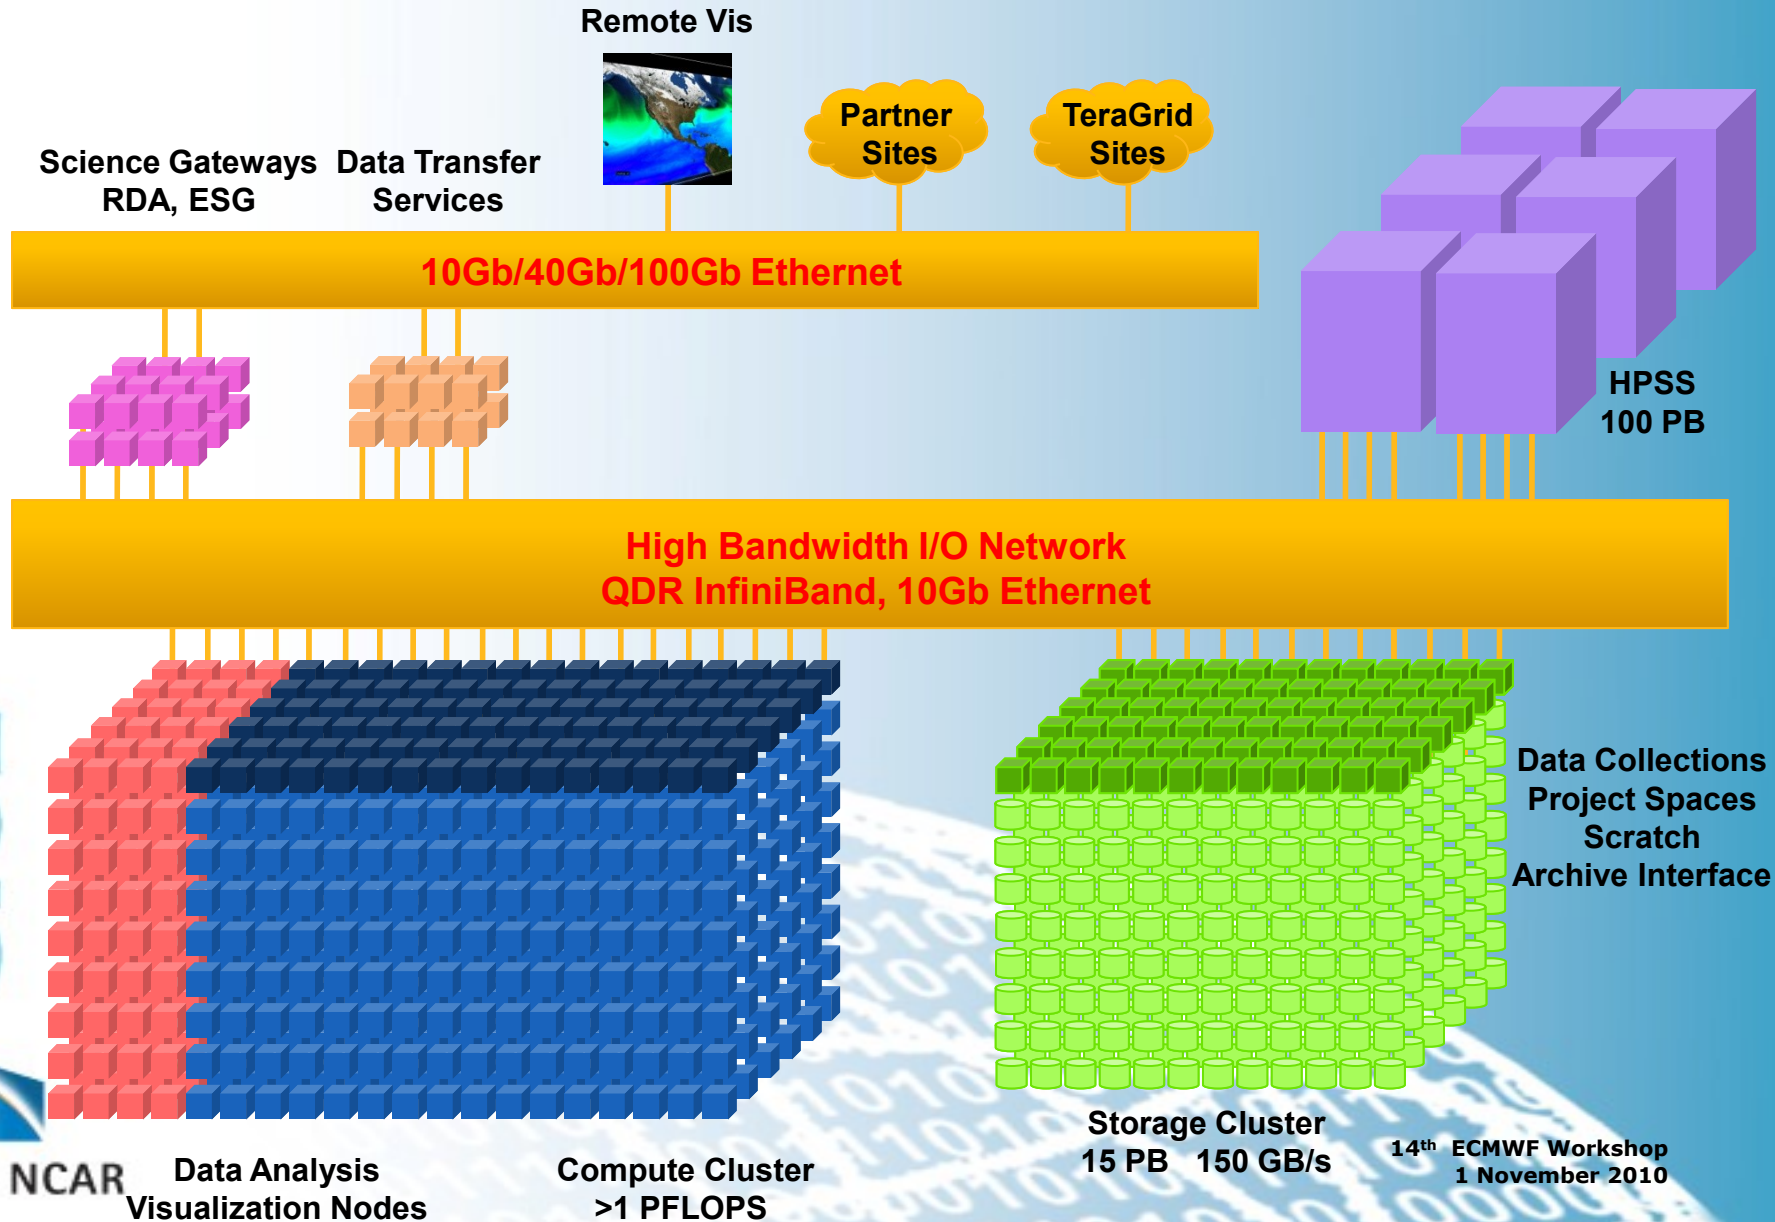 Remote Vis
Partner
Sites
TeraGrid
Sites
Science Gateways
RDA, ESG
Data Transfer
Services
10Gb/40Gb/100Gb Ethernet
HPSS
100 PB
High Bandwidth I/O Network
QDR InfiniBand, 10Gb Ethernet
Data Collections
Project Spaces
Scratch
Archive Interface
Storage Cluster
15 PB 150 GB/s
14th ECMWF Workshop
1 November 2010
NCAR
Data Analysis
Visualization Nodes
Compute Cluster
>1 PFLOPS